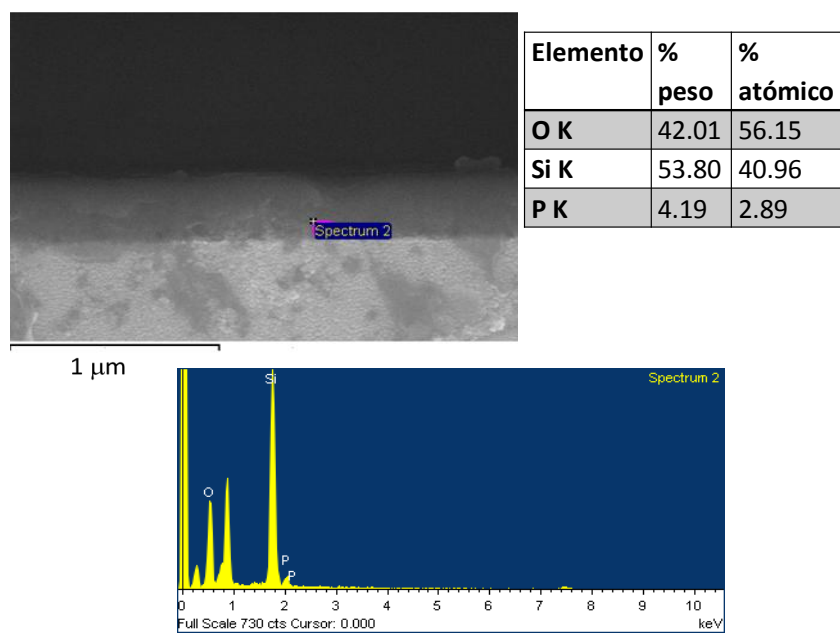 Elemento % peso % atómico
O K 42.01 56.15
Si K 53.80 40.96
P K 4.19 2.89
Spectrum 2
1 μm
Spectrum 2
Si
O
P
P
0 1 2 3 4 5 6 7 8 9 10
Full Scale 730 cts Cursor: 0.000 keV